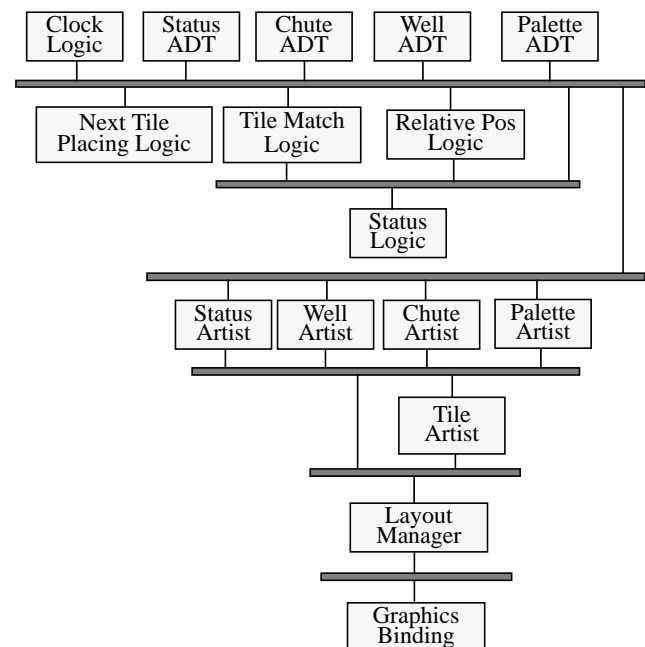 Clock
Logic
Status
ADT
Chute
ADT
Well
ADT
Palette
ADT
Next Tile
Placing Logic
Tile Match
Logic
Relative Pos
Logic
Status
Logic
Status
Artist
Well
Artist
Chute
Artist
Palette
Artist
Tile
Artist
Layout
Manager
Graphics
Binding